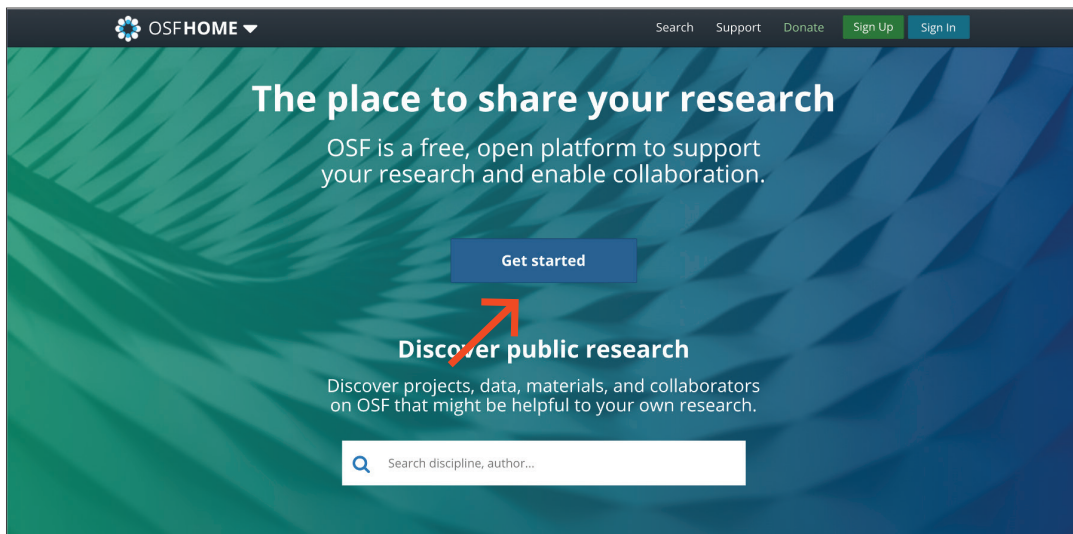 OSFHOME
Search Support Donate Sign Up Sign In
The place to share your research
OSF is a free, open platform to support
your research and enable collaboration.
Get started
Discover public research
Discover projects, data, materials, and collaborators
on OSF that might be helpful to your own research.
Search discipline, author...